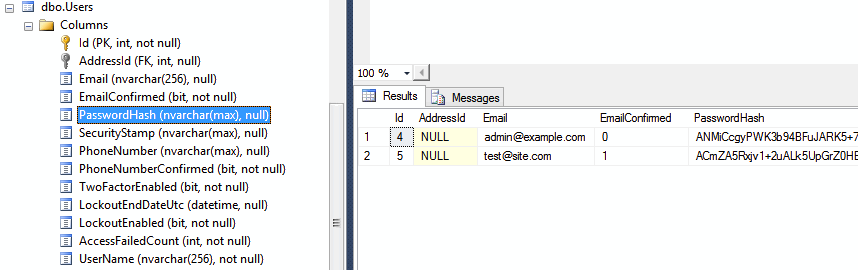 dbo.Users
Columns
Id (PK, int, not null)
AddressId (FK, int, null)
Email (nvarchar(256), null)
EmailConfirmed (bit, not null)
PasswordHash (nvarchar(max), null)
SecurityStamp (nvarchar(max), null)
PhoneNumber (nvarchar(max), null)
PhoneNumberConfirmed (bit, not null)
TwoFactorEnabled (bit, not null)
LockoutEndDateUtc (datetime, null)
LockoutEnabled (bit, not null)
AccessFailedCount (int, not null)
UserName (nvarchar(256), not null)
100 %
Results Messages
Id AddressId Email EmailConfirmed PasswordHash
1 4 NULL admin@example.com 0 ANMiCcgyPWK3b94BFuJARK5+7
2 5 NULL test@site.com 1 ACmZA5Rxjv1+2uALk5UpGrZ0HE